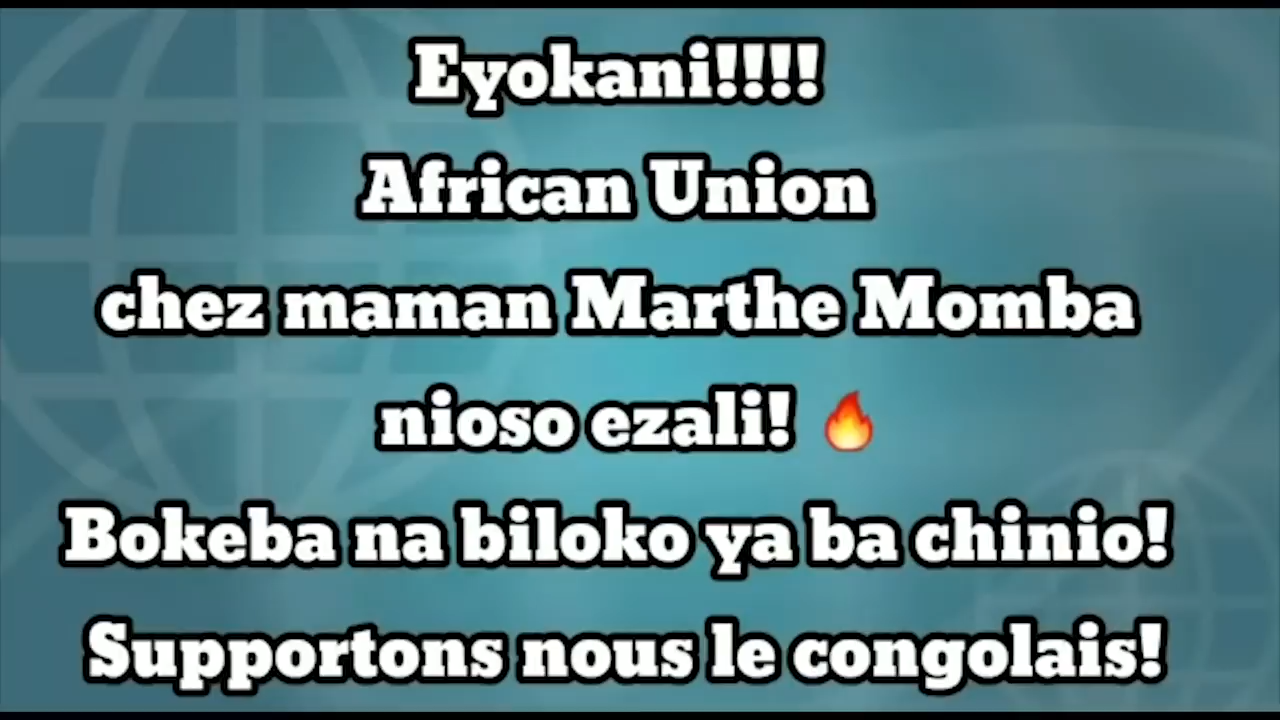 Eyokani!!!!
African Union
chez maman Marthe Momba
nioso ezali! 🔥
Bokeba na biloko ya ba chinio!
Supportons nous le congolais!